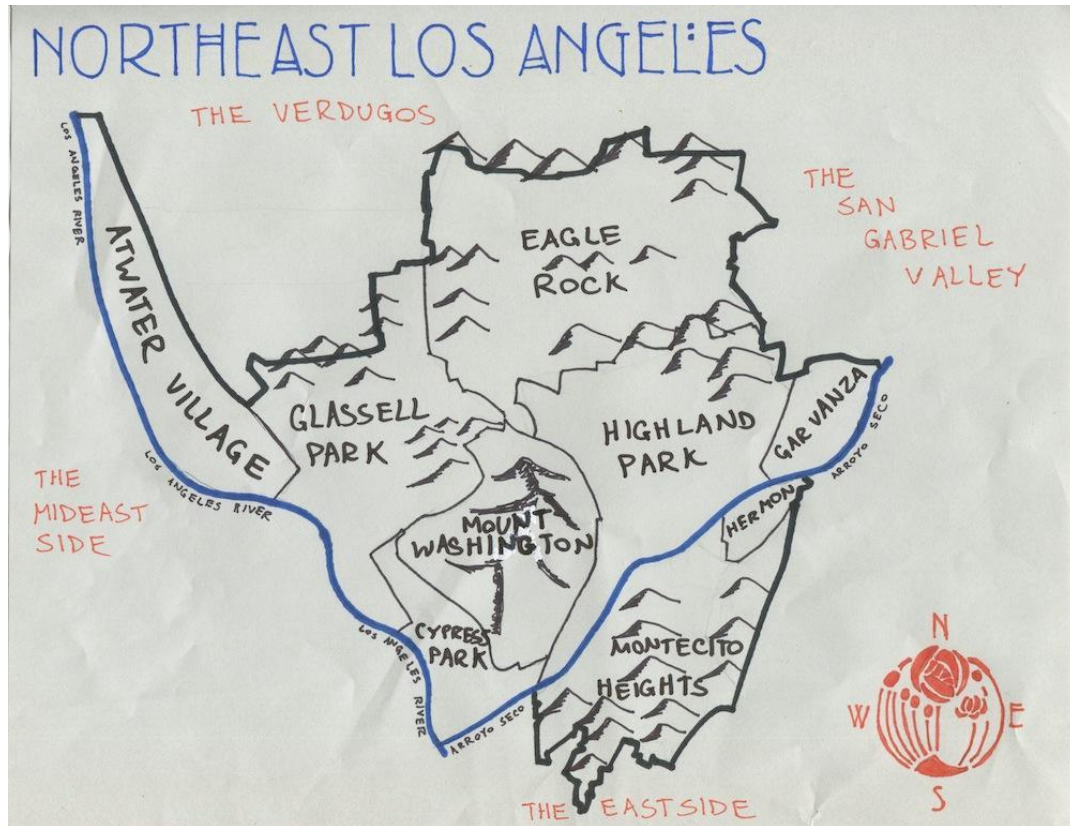 NORTHEAST LOS ANGELES
THE VERDUGOS
LOS ANGELES RIVER
THE
SAN
GABRIEL
VALLEY
ATWATER VILLAGE
EAGLE
ROCK
GLASSELL
PARK
HIGHLAND
PARK
GARVANZA
ARROYO SECO
THE
MIDEAST
SIDE
LOS ANGELES RIVER
HERMON
MOUNT
WASHINGTON
LOS ANGELES RIVER
CYPRESS
PARK
MONTECITO
HEIGHTS
ARROYO SECO
THE EASTSIDE
N
W E
S